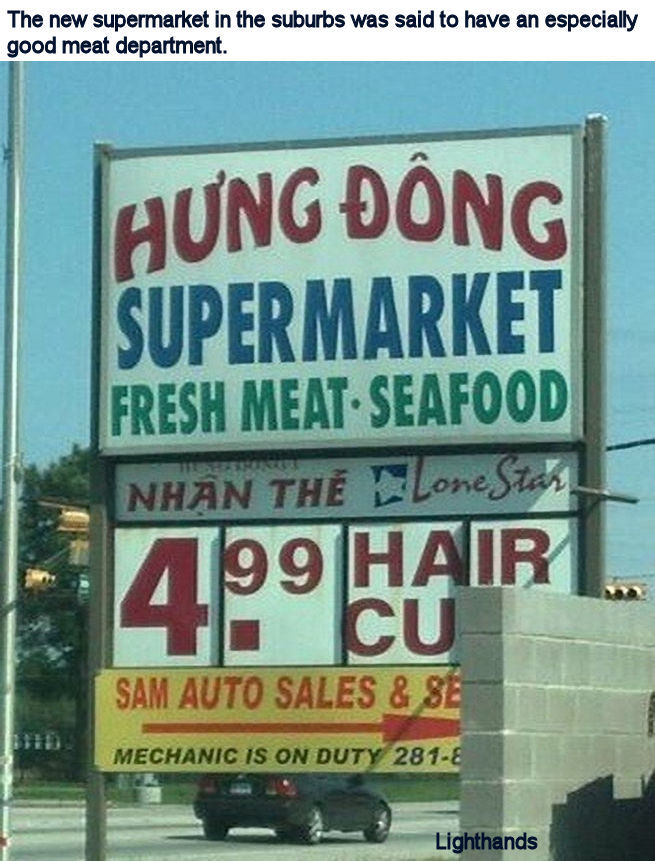 The new supermarket in the suburbs was said to have an especially
good meat department.
HƯNG ĐÔNG
SUPERMARKET
FRESH MEAT · SEAFOOD
NHẬN THẺ Lone Star
4.99 HAIR
CU
SAM AUTO SALES & SE
MECHANIC IS ON DUTY 281-8
Lighthands